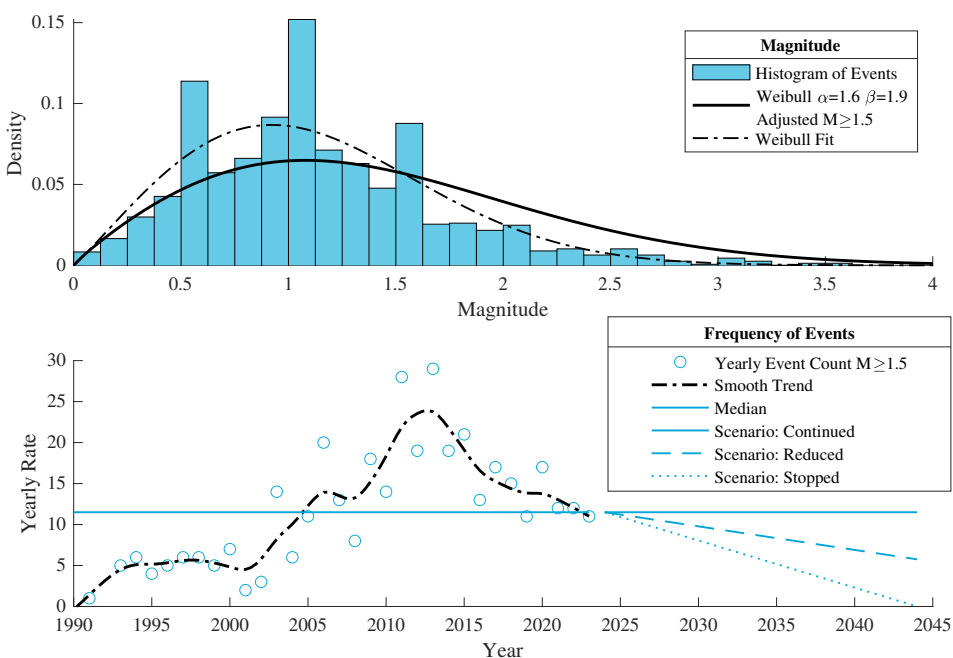 0.15
0.1
0.05
0
Density
0
0.5
1
1.5
2
2.5
3
3.5
4
Magnitude
Magnitude
Histogram of Events
Weibull α=1.6 β=1.9
Adjusted M≥1.5
Weibull Fit
30
25
20
15
10
5
0
Yearly Rate
1990
1995
2000
2005
2010
2015
2020
2025
2030
2035
2040
2045
Year
Frequency of Events
Yearly Event Count M≥1.5
Smooth Trend
Median
Scenario: Continued
Scenario: Reduced
Scenario: Stopped